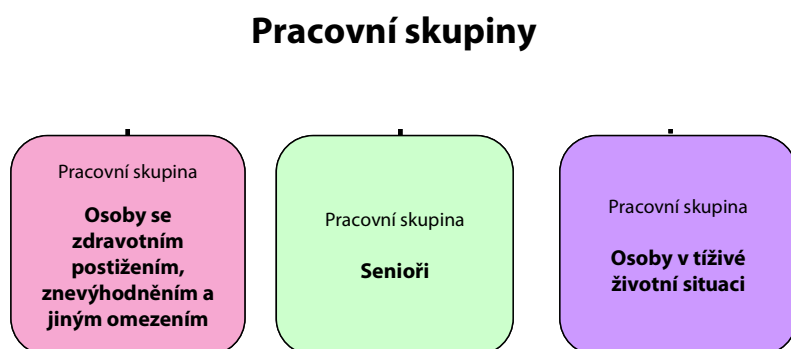 Pracovní skupiny
Pracovní skupina
Osoby se
zdravotním
postižením,
znevýhodněním a
jiným omezením
Pracovní skupina
Senioři
Pracovní skupina
Osoby v tíživé
životní situaci